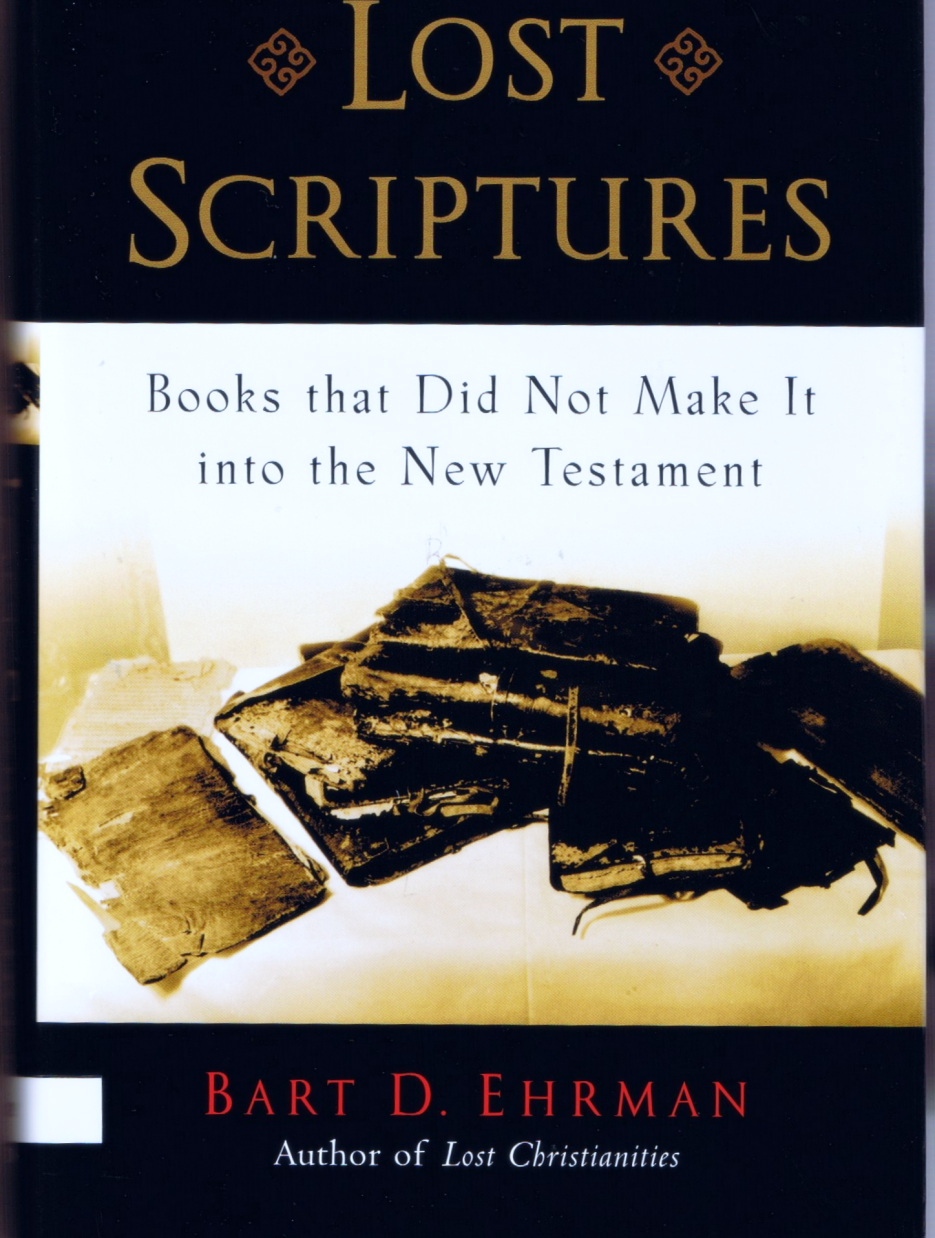 LOST
SCRIPTURES
Books that Did Not Make It
into the New Testament
BART D. EHRMAN
Author of Lost Christianities